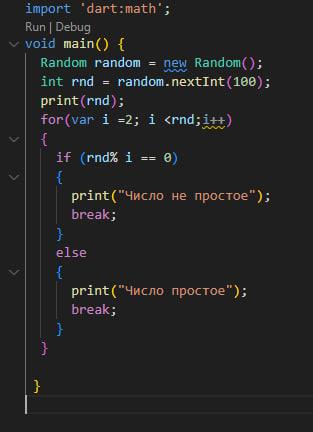 import 'dart:math';
Run | Debug
void main() {
Random random = new Random();
int rnd = random.nextInt(100);
print(rnd);
for(var i =2; i <rnd;i++)
{
if (rnd% i == 0)
{
print("Число не простое");
break;
}
else
{
print("Число простое");
break;
}
}
}